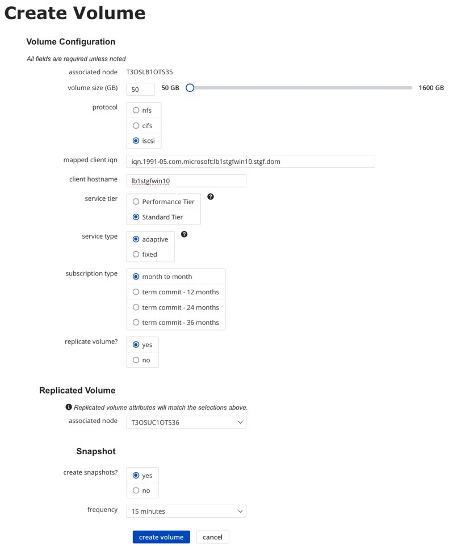 Create Volume
Volume Configuration
All fields are required unless noted
associated node T3OSLB1OTS35
volume size (GB) 50 50 GB 1600 GB
protocol nfs
cifs
iscsi
mapped client iqn iqn.1991-05.com.microsoft:lb1stgfwin10.stgf.dom
client hostname lb1stgfwin10
service tier Performance Tier
Standard Tier
service type adaptive
fixed
subscription type month to month
term commit - 12 months
term commit - 24 months
term commit - 36 months
replicate volume? yes
no
Replicated Volume
Replicated volume attributes will match the selections above.
associated node T3OSUC1OTS36
Snapshot
create snapshots? yes
no
frequency 15 minutes
create volume cancel